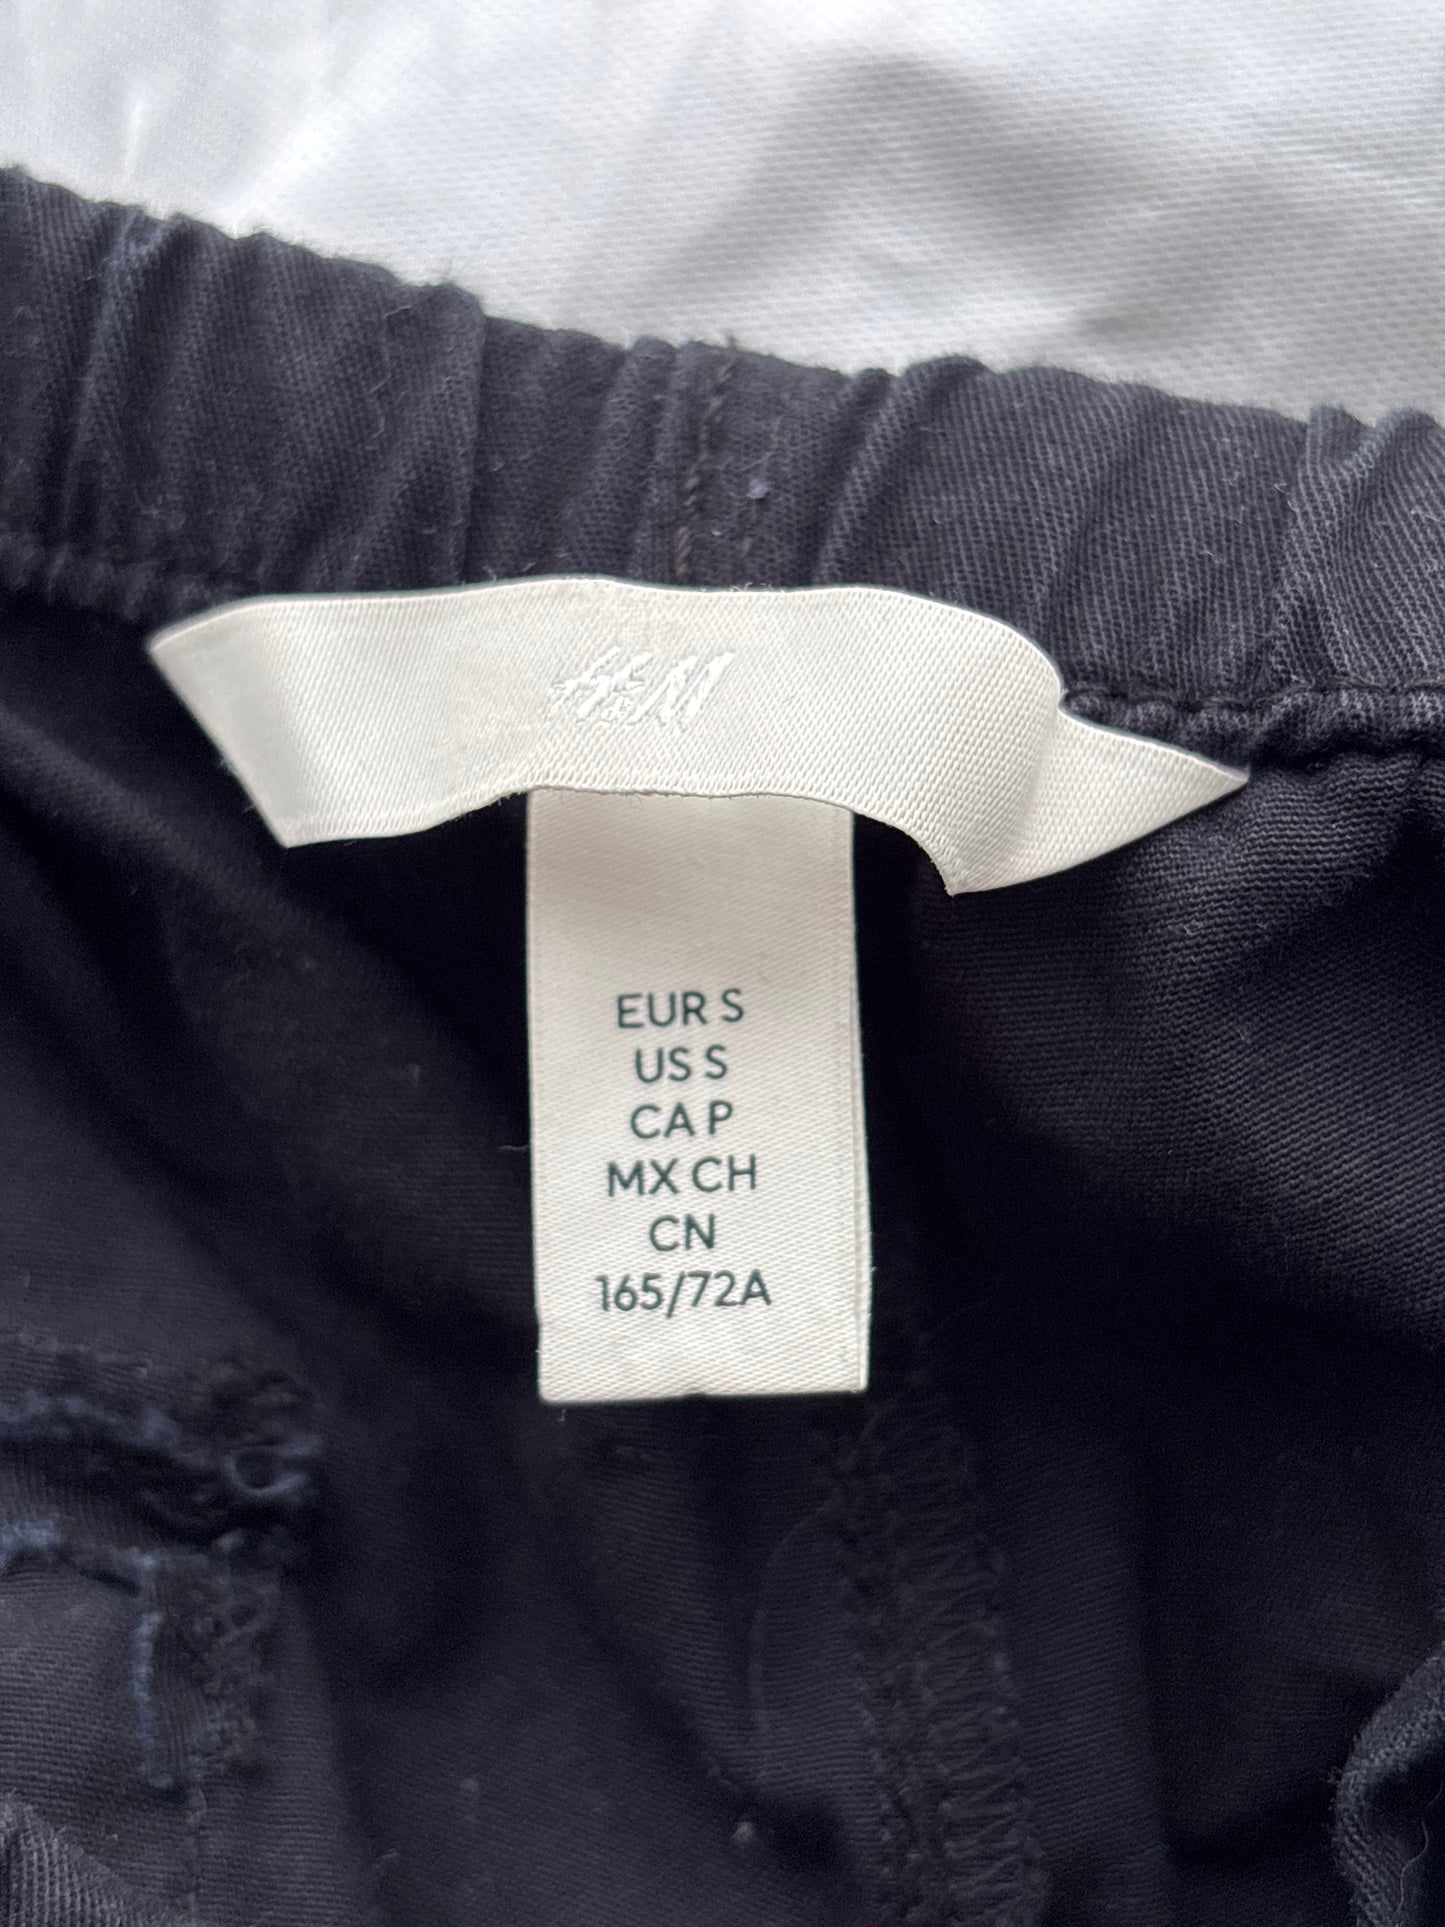 H&M
EUR S
US S
CA P
MX CH
CN
165/72A